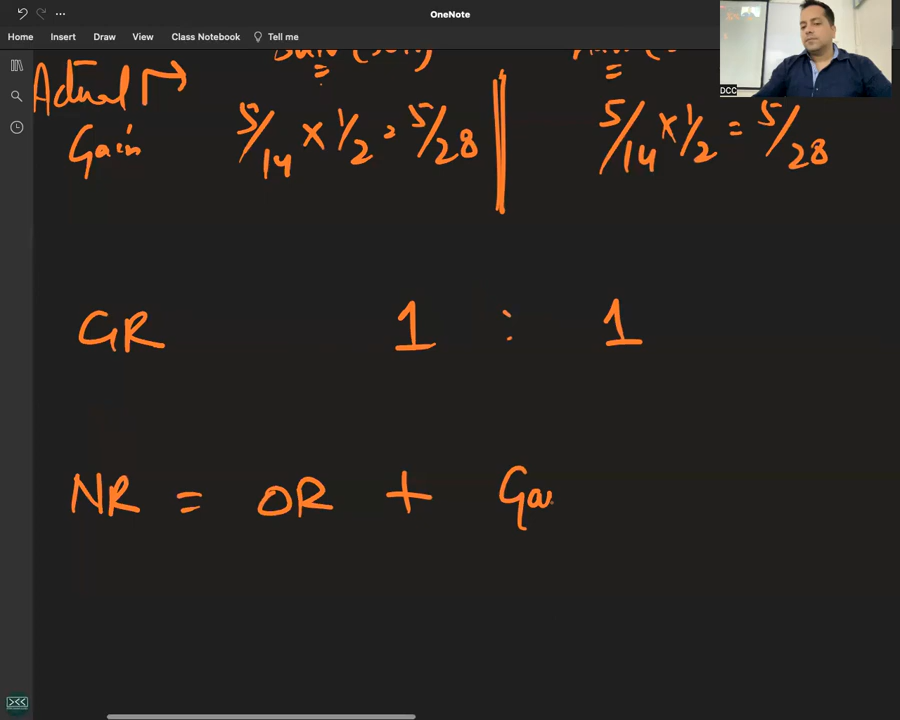 OneNote
Home Insert Draw View Class Notebook Tell me
DCC
Actual
Gain 5/14 × 1/2 = 5/28 5/14 × 1/2 = 5/28
GR 1 : 1
NR = OR + Ga